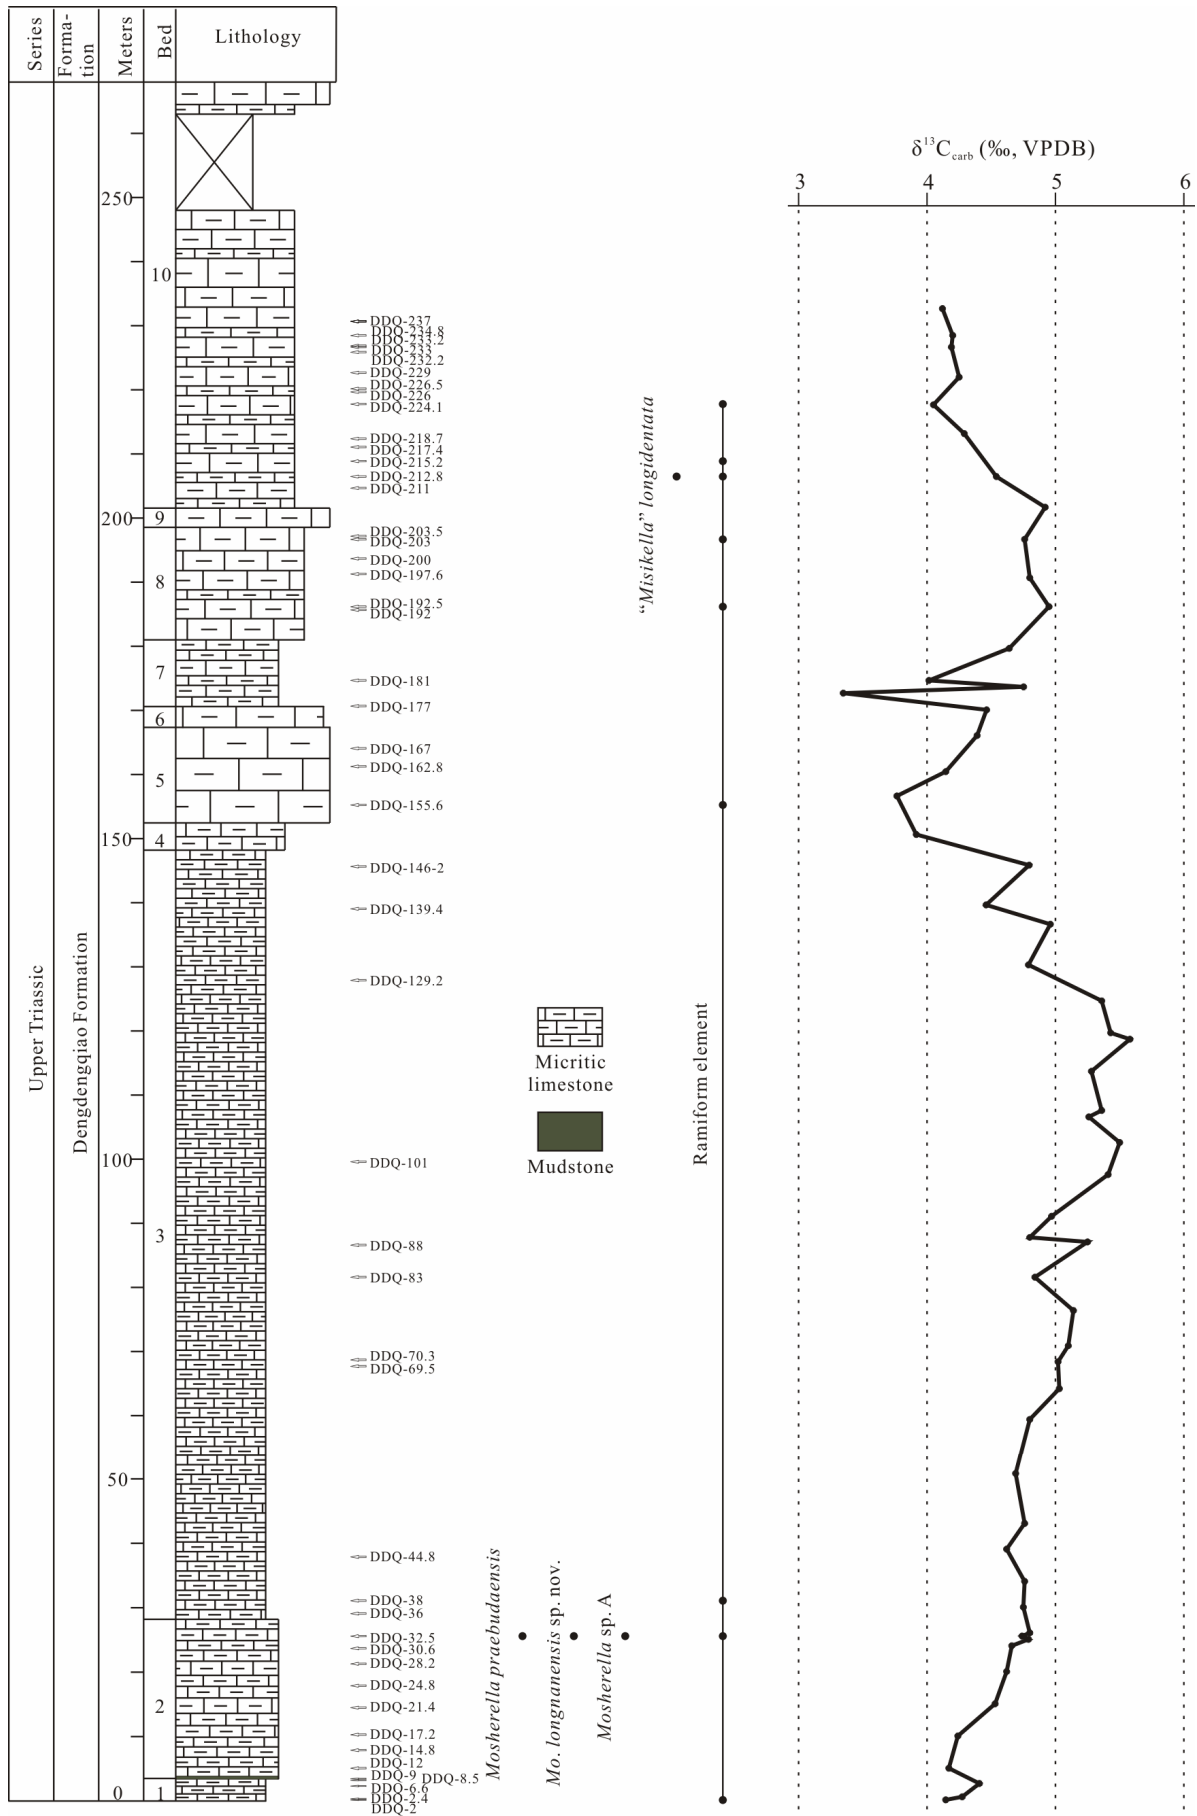 Series
Forma-
tion
Meters
Bed
Lithology
δ¹³C carb (‰, VPDB)
3
4
5
6
250
200
150
100
50
0
10
9
8
7
6
5
4
3
2
1
Upper Triassic
Dengdengqiao Formation
DDQ-237
DDQ-234.8
DDQ-233.2
DDQ-233
DDQ-232.2
DDQ-229
DDQ-226.5
DDQ-226
DDQ-224.1
DDQ-218.7
DDQ-217.4
DDQ-215.2
DDQ-212.8
DDQ-211
DDQ-203.5
DDQ-203
DDQ-200
DDQ-197.6
DDQ-192.5
DDQ-192
DDQ-181
DDQ-177
DDQ-167
DDQ-162.8
DDQ-155.6
DDQ-146-2
DDQ-139.4
DDQ-129.2
DDQ-101
DDQ-88
DDQ-83
DDQ-70.3
DDQ-69.5
DDQ-44.8
DDQ-38
DDQ-36
DDQ-32.5
DDQ-30.6
DDQ-28.2
DDQ-24.8
DDQ-21.4
DDQ-17.2
DDQ-14.8
DDQ-12
DDQ-9
DDQ-8.5
DDQ-6.6
DDQ-2.4
DDQ-2
Micritic
limestone
Mudstone
Mosherella praebudaensis
Mo. longnanensis sp. nov.
Mosherella sp. A
“Misikella” longidentata
Ramiform element